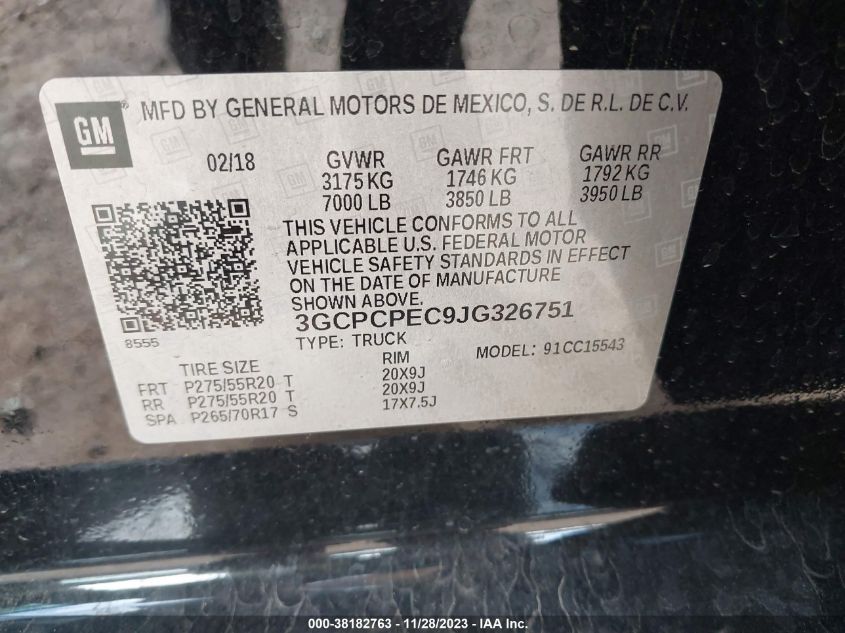 GM
MFD BY GENERAL MOTORS DE MEXICO, S. DE R.L. DE C.V.
02/18 GVWR GAWR FRT GAWR RR
3175 KG 1746 KG 1792 KG
7000 LB 3850 LB 3950 LB
THIS VEHICLE CONFORMS TO ALL
APPLICABLE U.S. FEDERAL MOTOR
VEHICLE SAFETY STANDARDS IN EFFECT
ON THE DATE OF MANUFACTURE
SHOWN ABOVE.
3GCPCPEC9JG326751
8555
TYPE: TRUCK MODEL: 91CC15543
TIRE SIZE RIM
FRT P275/55R20 T 20X9J
RR P275/55R20 T 20X9J
SPA P265/70R17 S 17X7.5J
000-38182763 - 11/28/2023 - IAA Inc.